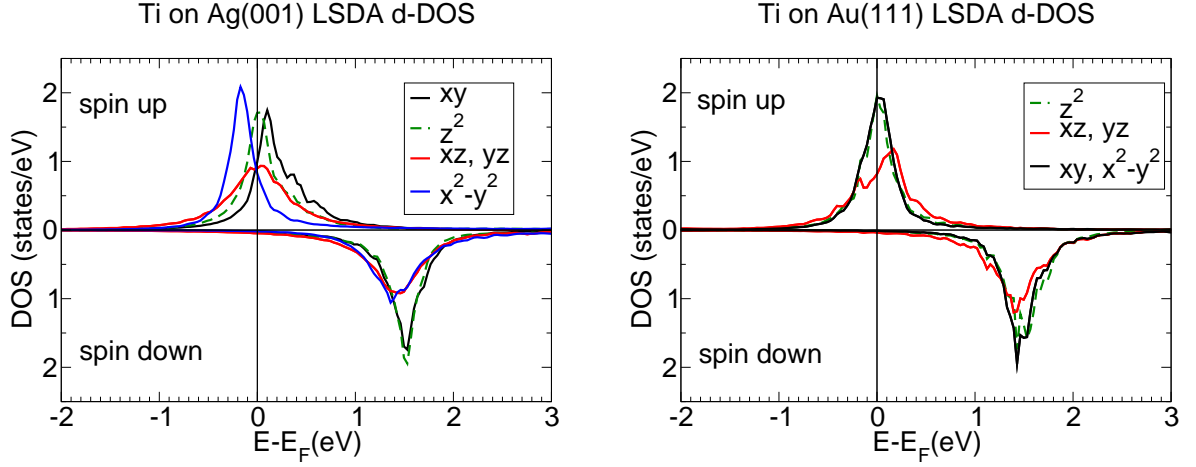 Ti on Ag(001) LSDA d-DOS
DOS (states/eV)
2
1
0
1
2
spin up
spin down
xy
z²
xz, yz
x²-y²
-2 -1 0 1 2 3
E-E_F(eV)
Ti on Au(111) LSDA d-DOS
DOS (states/eV)
2
1
0
1
2
spin up
spin down
z²
xz, yz
xy, x²-y²
-2 -1 0 1 2 3
E-E_F(eV)